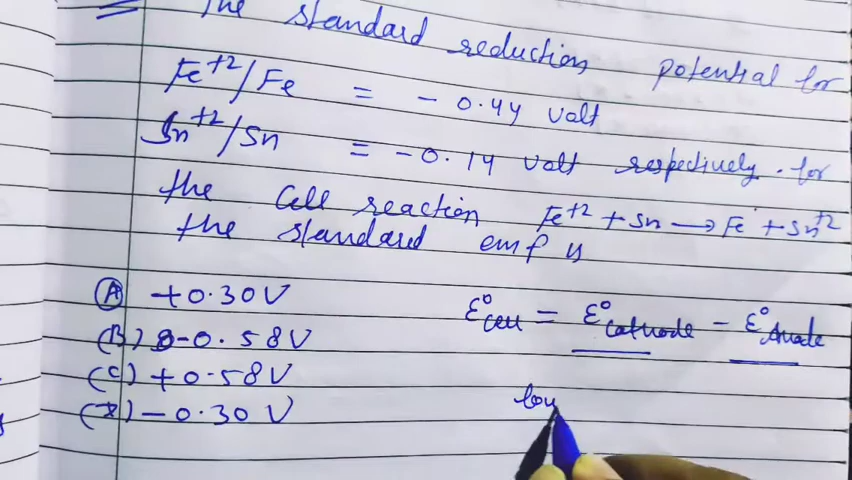 The standard reduction potential for
Fe+2/Fe = - 0.44 volt
Sn+2/Sn = -0.14 volt respectively. for
the Cell reaction Fe+2 + Sn → Fe + Sn+2
the standard emf is
(A) +0.30V
(B) -0.58V
(C) +0.58V
(D) -0.30V
E°Cell = E°Cathode - E°Anode
low